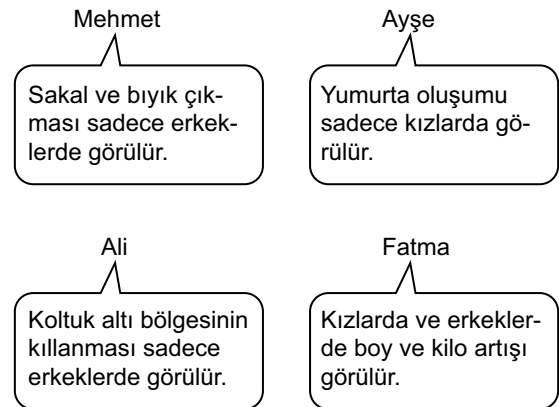 Mehmet
Sakal ve bıyık çık-
ması sadece erkek-
lerde görülür.
Ayşe
Yumurta oluşumu
sadece kızlarda gö-
rülür.
Ali
Koltuk altı bölgesinin
kıllanması sadece
erkeklerde görülür.
Fatma
Kızlarda ve erkekler-
de boy ve kilo artışı
görülür.